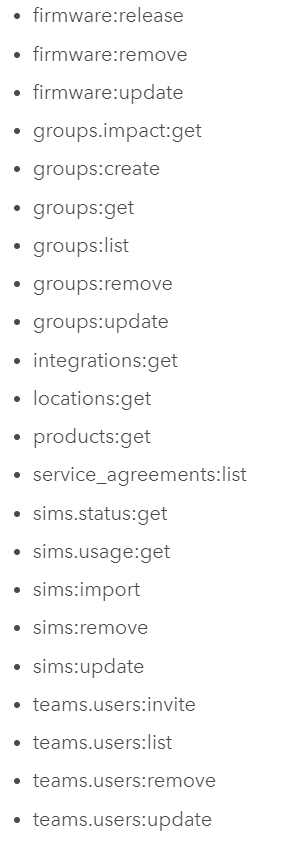 firmware:release
firmware:remove
firmware:update
groups.impact:get
groups:create
groups:get
groups:list
groups:remove
groups:update
integrations:get
locations:get
products:get
service_agreements:list
sims.status:get
sims.usage:get
sims:import
sims:remove
sims:update
teams.users:invite
teams.users:list
teams.users:remove
teams.users:update